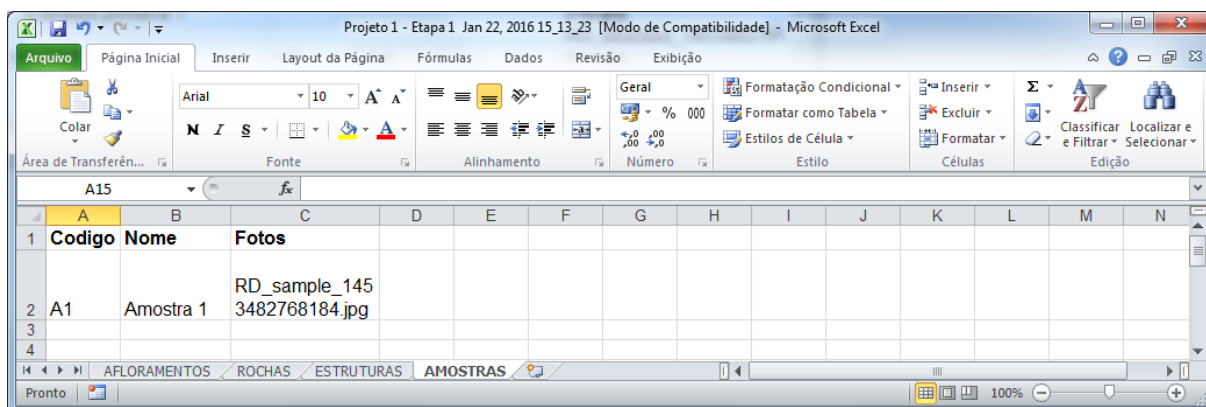 Projeto 1 - Etapa 1 Jan 22, 2016 15_13_23 [Modo de Compatibilidade] - Microsoft Excel
Arquivo Página Inicial Inserir Layout da Página Fórmulas Dados Revisão Exibição
Colar
Arial 10
N I S
Geral
% 000
Formatação Condicional
Formatar como Tabela
Estilos de Célula
Inserir
Excluir
Formatar
Classificar e Filtrar
Localizar e Selecionar
Área de Transferên... Fonte Alinhamento Número Estilo Células Edição
A15 fx
A B C D E F G H I J K L M N
1 Codigo Nome Fotos
2 A1 Amostra 1 RD_sample_145
3482768184.jpg
3
4
AFLORAMENTOS ROCHAS ESTRUTURAS AMOSTRAS
Pronto 100%